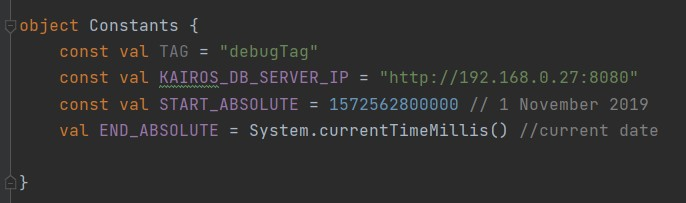 object Constants {
    const val TAG = "debugTag"
    const val KAIROS_DB_SERVER_IP = "http://192.168.0.27:8080"
    const val START_ABSOLUTE = 1572562800000 // 1 November 2019
    val END_ABSOLUTE = System.currentTimeMillis() //current date
}